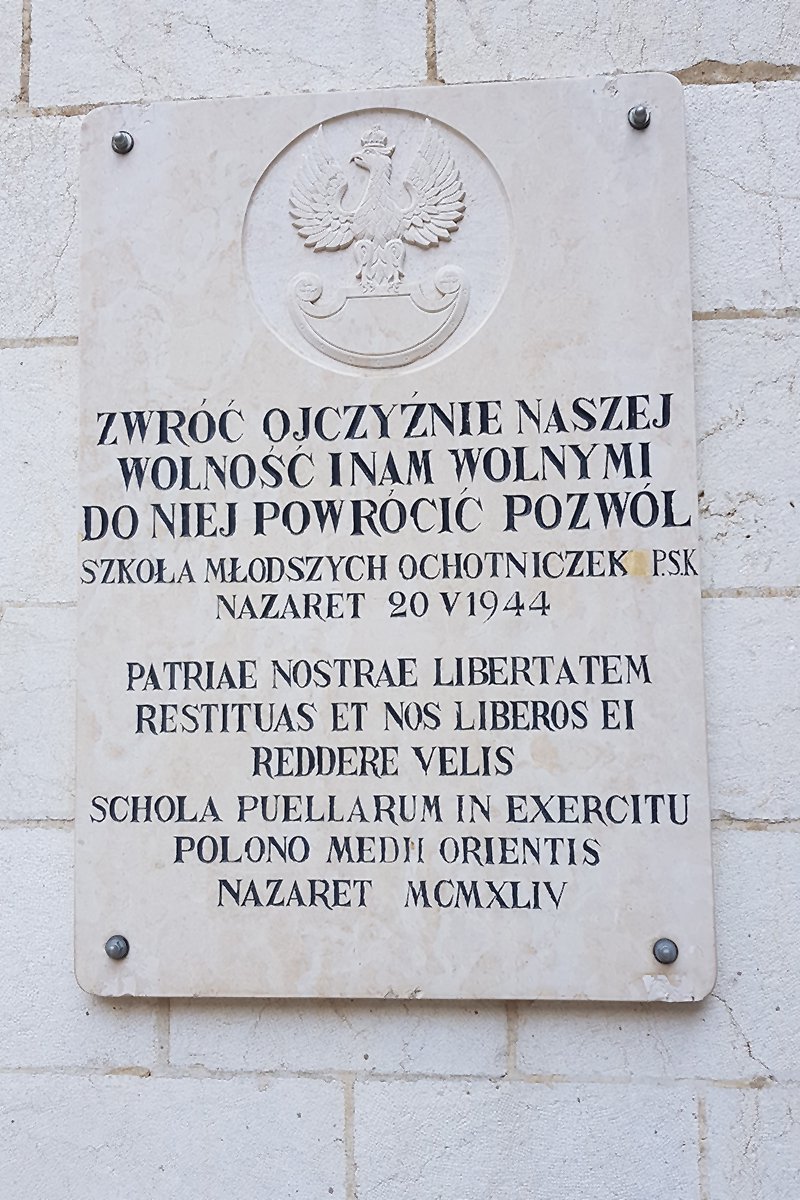 ZWRÓĆ OJCZYŹNIE NASZEJ
WOLNOŚĆ I NAM WOLNYMI
DO NIEJ POWRÓCIĆ POZWÓL
SZKOŁA MŁODSZYCH OCHOTNICZEK P.S.K
NAZARET 20 V 1944
PATRIAE NOSTRAE LIBERTATEM
RESTITUAS ET NOS LIBEROS EI
REDDERE VELIS
SCHOLA PUELLARUM IN EXERCITU
POLONO MEDII ORIENTIS
NAZARET MCMXLIV